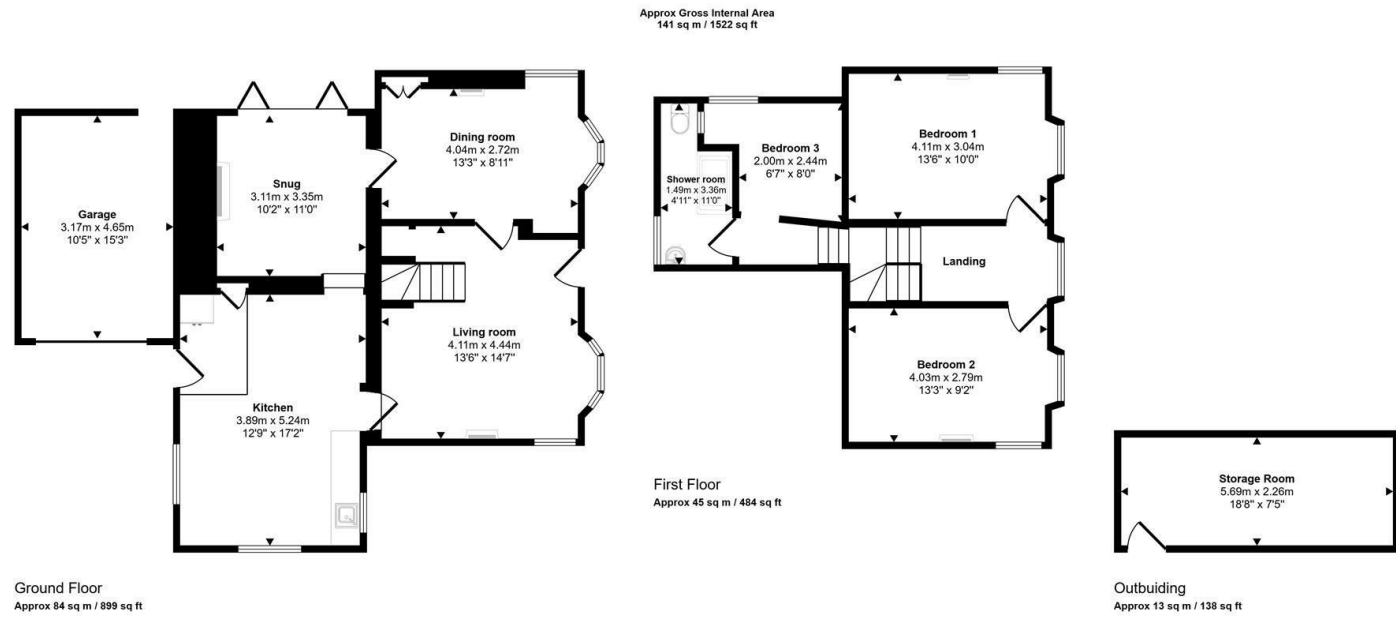 Approx Gross Internal Area
141 sq m / 1522 sq ft
Dining room
4.04m x 2.72m
13'3" x 8'11"
Snug
3.11m x 3.35m
10'2" x 11'0"
Garage
3.17m x 4.65m
10'5" x 15'3"
Living room
4.11m x 4.44m
13'6" x 14'7"
Kitchen
3.89m x 5.24m
12'9" x 17'2"
Ground Floor
Approx 84 sq m / 899 sq ft
Bedroom 1
4.11m x 3.04m
13'6" x 10'0"
Bedroom 3
2.00m x 2.44m
6'7" x 8'0"
Shower room
1.49m x 3.36m
4'11" x 11'0"
Landing
Bedroom 2
4.03m x 2.79m
13'3" x 9'2"
First Floor
Approx 45 sq m / 484 sq ft
Storage Room
5.69m x 2.26m
18'8" x 7'5"
Outbuiding
Approx 13 sq m / 138 sq ft